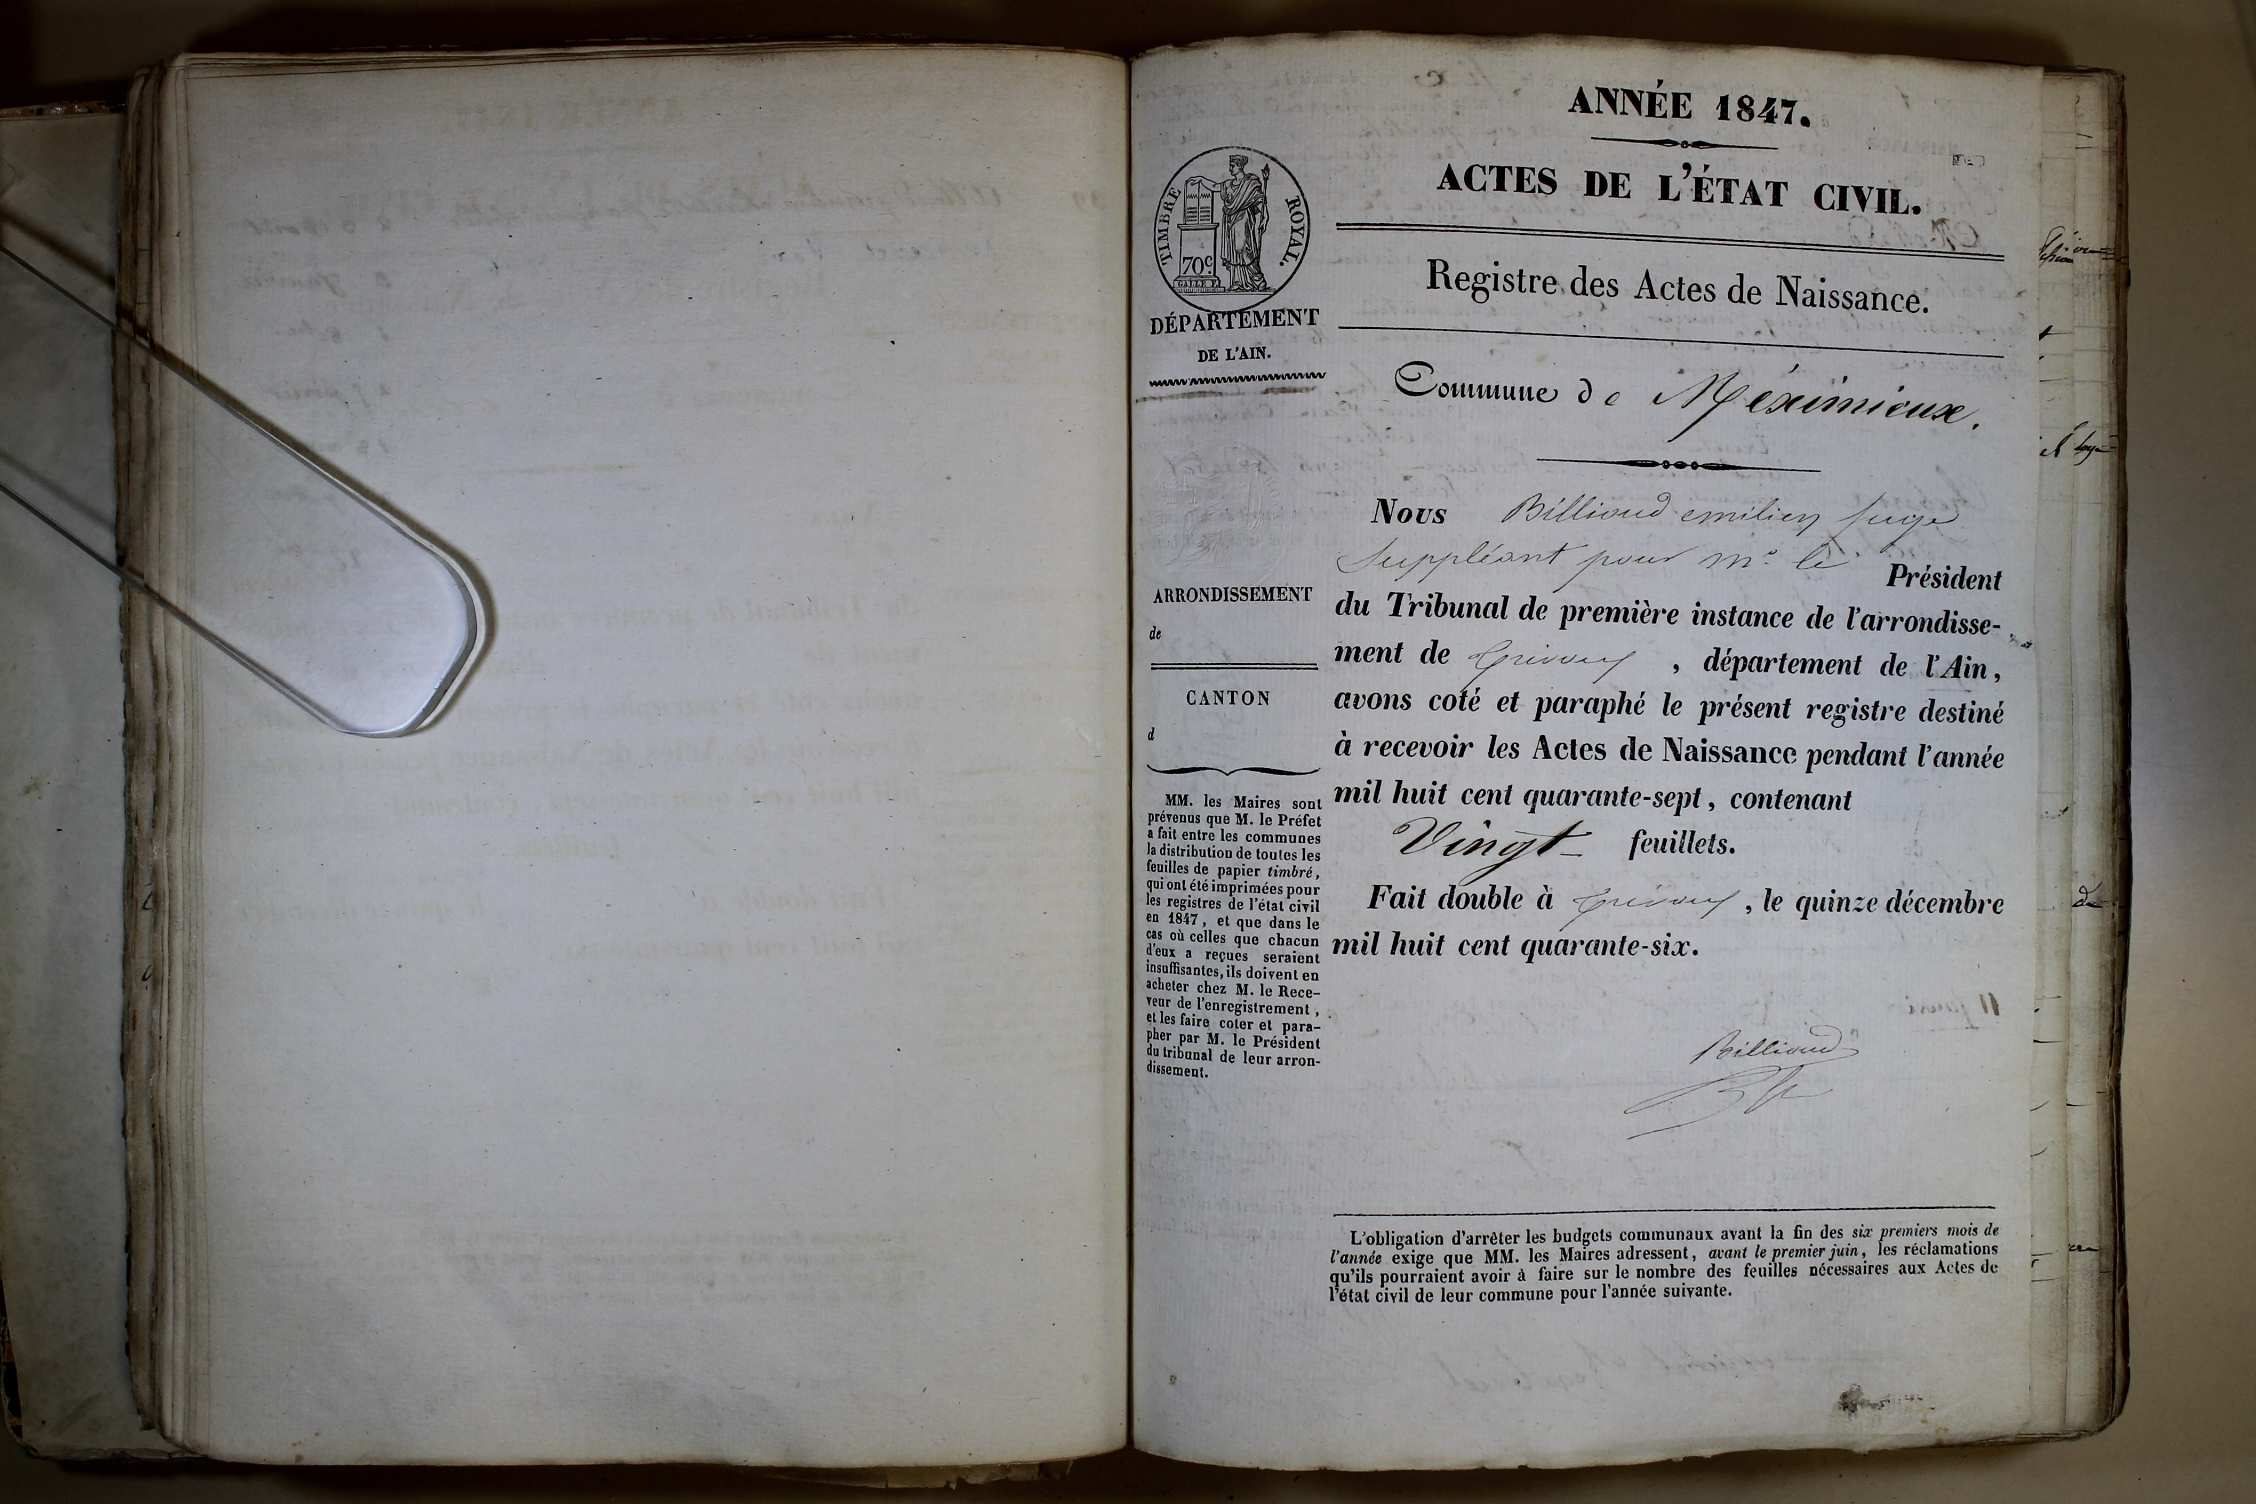 ANNÉE 1847.
ACTES DE L'ÉTAT CIVIL.
TIMBRE ROYAL.
70c.
DÉPARTEMENT
DE L'AIN.
Registre des Actes de Naissance.
Commune de Méximieux.
Nous Billioud emilien juge
Suppléant pour mr. le Président
du Tribunal de première instance de l'arrondisse-
ment de Trévoux, département de l'Ain,
avons coté et paraphé le présent registre destiné
à recevoir les Actes de Naissance pendant l'année
mil huit cent quarante-sept, contenant
Vingt feuillets.
Fait double à Trévoux, le quinze décembre
mil huit cent quarante-six.
Billioud
ARRONDISSEMENT
de
CANTON
d
MM. les Maires sont
prévenus que M. le Préfet
a fait entre les communes
la distribution de toutes les
feuilles de papier timbré,
qui ont été imprimées pour
les registres de l'état civil
en 1847, et que dans le
cas où celles que chacun
d'eux a reçues seraient
insuffisantes, ils doivent en
acheter chez M. le Rece-
veur de l'enregistrement,
et les faire coter et para-
pher par M. le Président
du tribunal de leur arron-
dissement.
L'obligation d'arrêter les budgets communaux avant la fin des six premiers mois de
l'année exige que MM. les Maires adressent, avant le premier juin, les réclamations
qu'ils pourraient avoir à faire sur le nombre des feuilles nécessaires aux Actes de
l'état civil de leur commune pour l'année suivante.